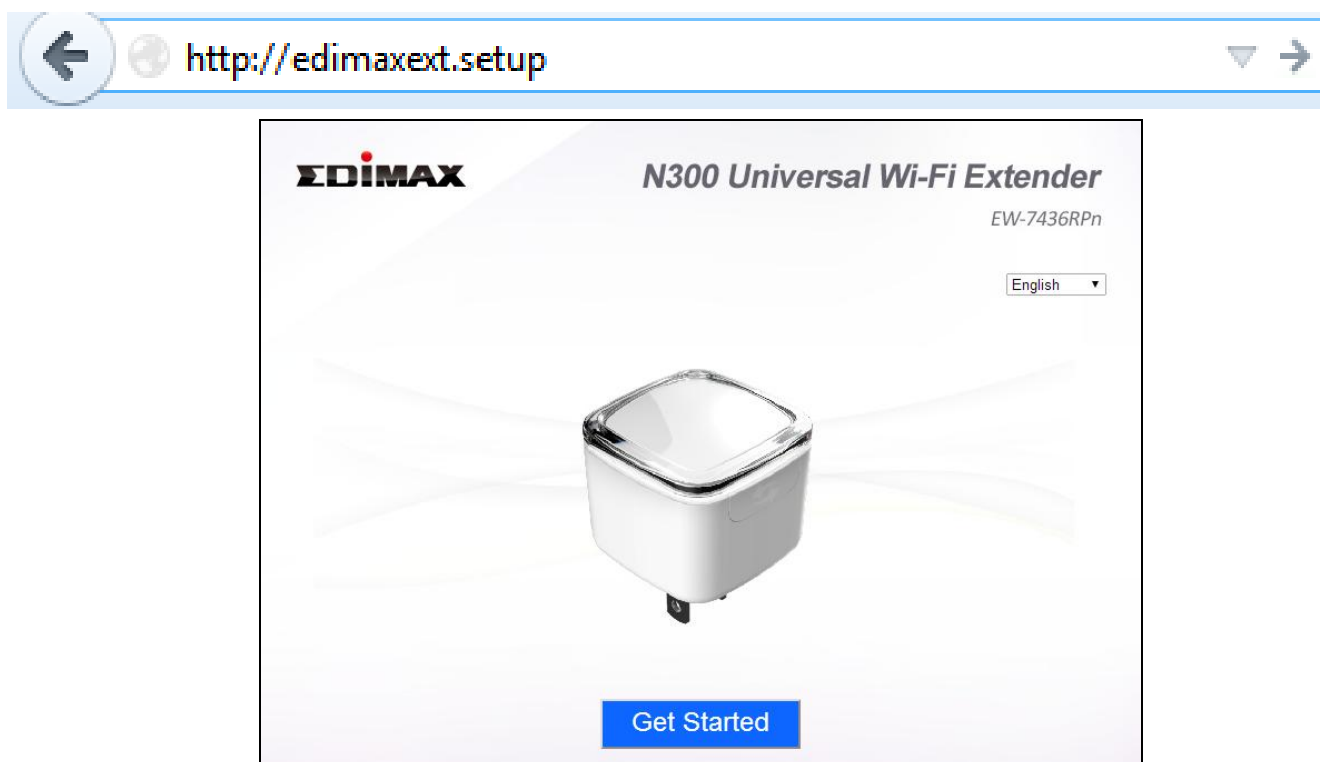 http://edimaxext.setup
EDIMAX
N300 Universal Wi-Fi Extender
EW-7436RPn
English
Get Started